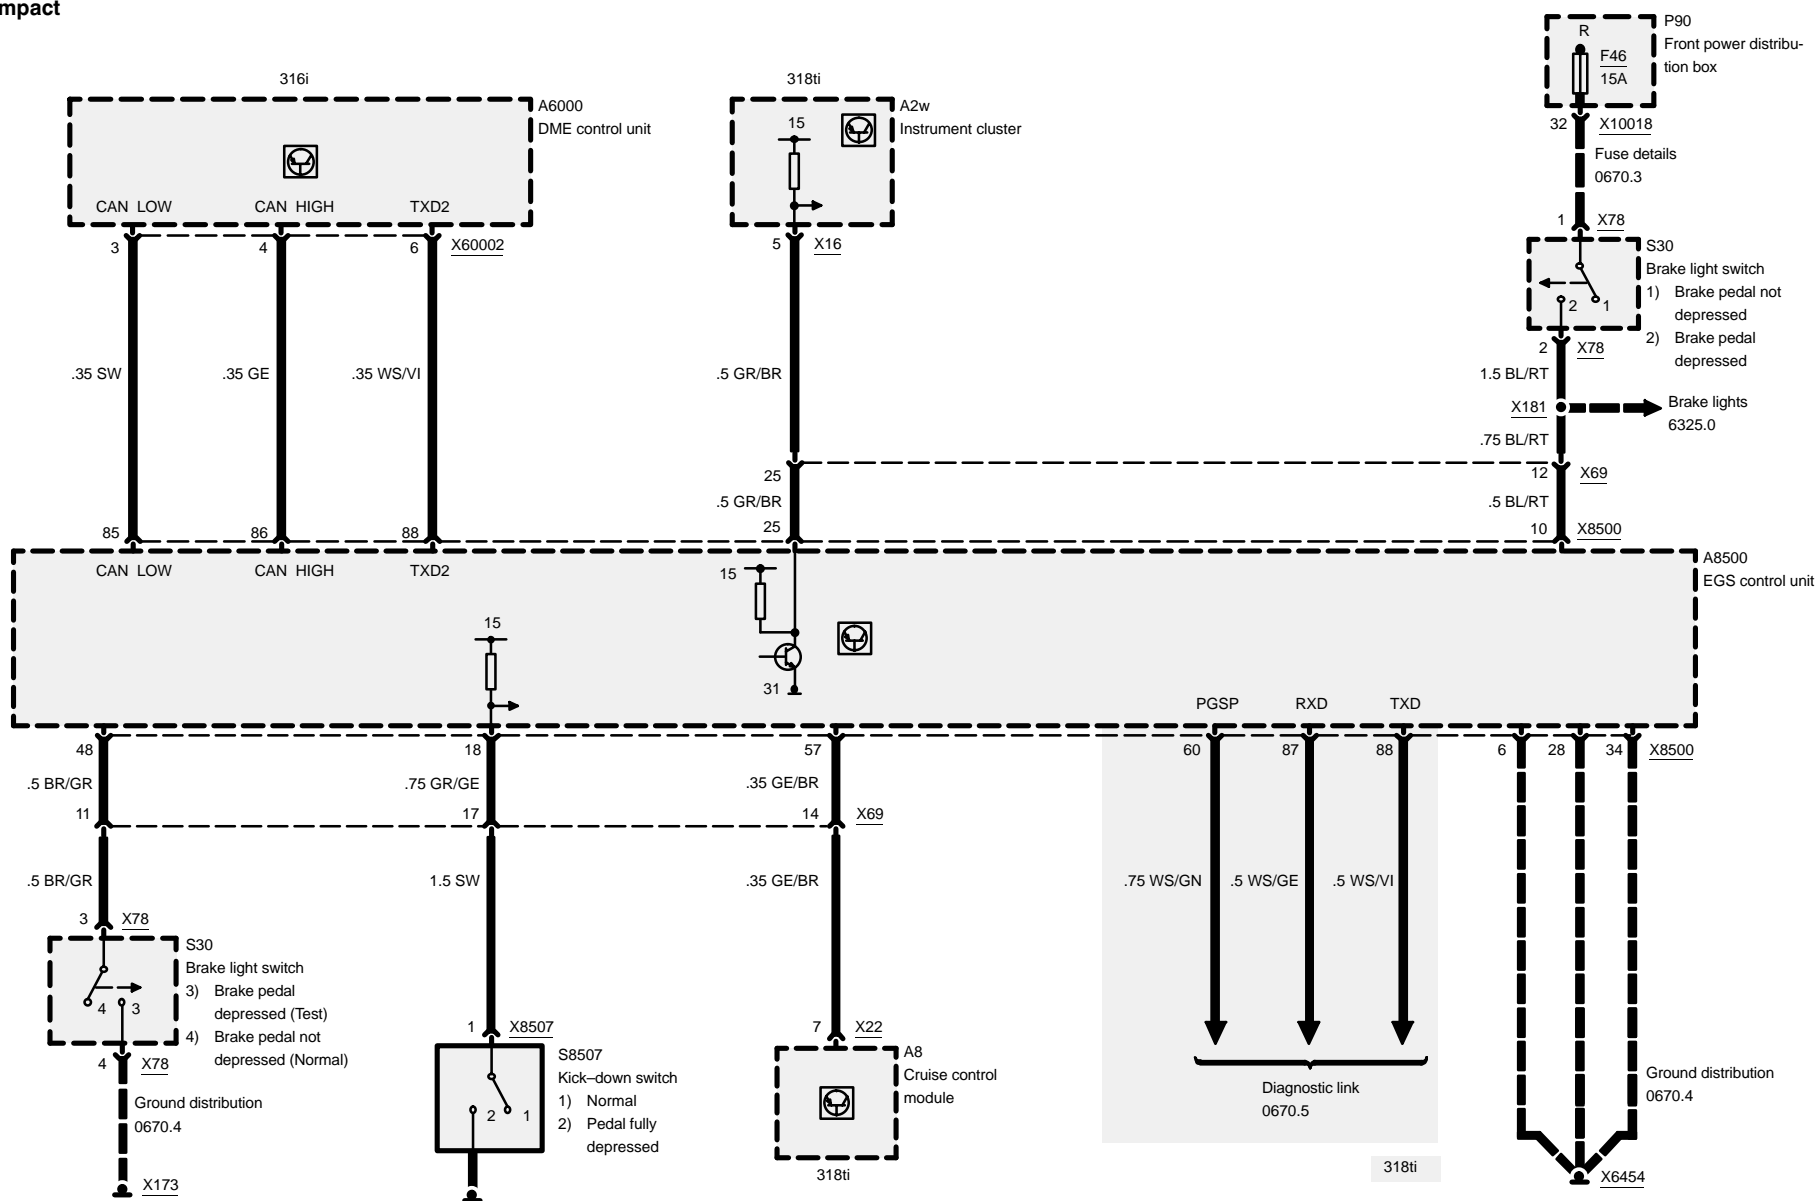 mpact
316i
A6000
DME control unit
CAN LOW
CAN HIGH
TXD2
3
4
6
X60002
318ti
A2w
Instrument cluster
15
5
X16
R
F46
15A
P90
Front power distribu-
tion box
32
X10018
Fuse details
0670.3
1
X78
S30
Brake light switch
1) Brake pedal not
depressed
2) Brake pedal
depressed
2
1
2
X78
.35 SW
.35 GE
.35 WS/VI
.5 GR/BR
1.5 BL/RT
X181
Brake lights
6325.0
.75 BL/RT
25
12
X69
.5 GR/BR
.5 BL/RT
85
86
88
25
10
X8500
A8500
EGS control unit
CAN LOW
CAN HIGH
TXD2
15
15
31
PGSP
RXD
TXD
48
18
57
60
87
88
6
28
34
X8500
.5 BR/GR
.75 GR/GE
.35 GE/BR
11
17
14
X69
.5 BR/GR
1.5 SW
.35 GE/BR
.75 WS/GN
.5 WS/GE
.5 WS/VI
3
X78
S30
Brake light switch
3) Brake pedal
depressed (Test)
4) Brake pedal not
depressed (Normal)
4
3
4
X78
Ground distribution
0670.4
X173
1
X8507
S8507
Kick–down switch
1) Normal
2) Pedal fully
depressed
2
1
7
X22
A8
Cruise control
module
318ti
Diagnostic link
0670.5
318ti
Ground distribution
0670.4
X6454